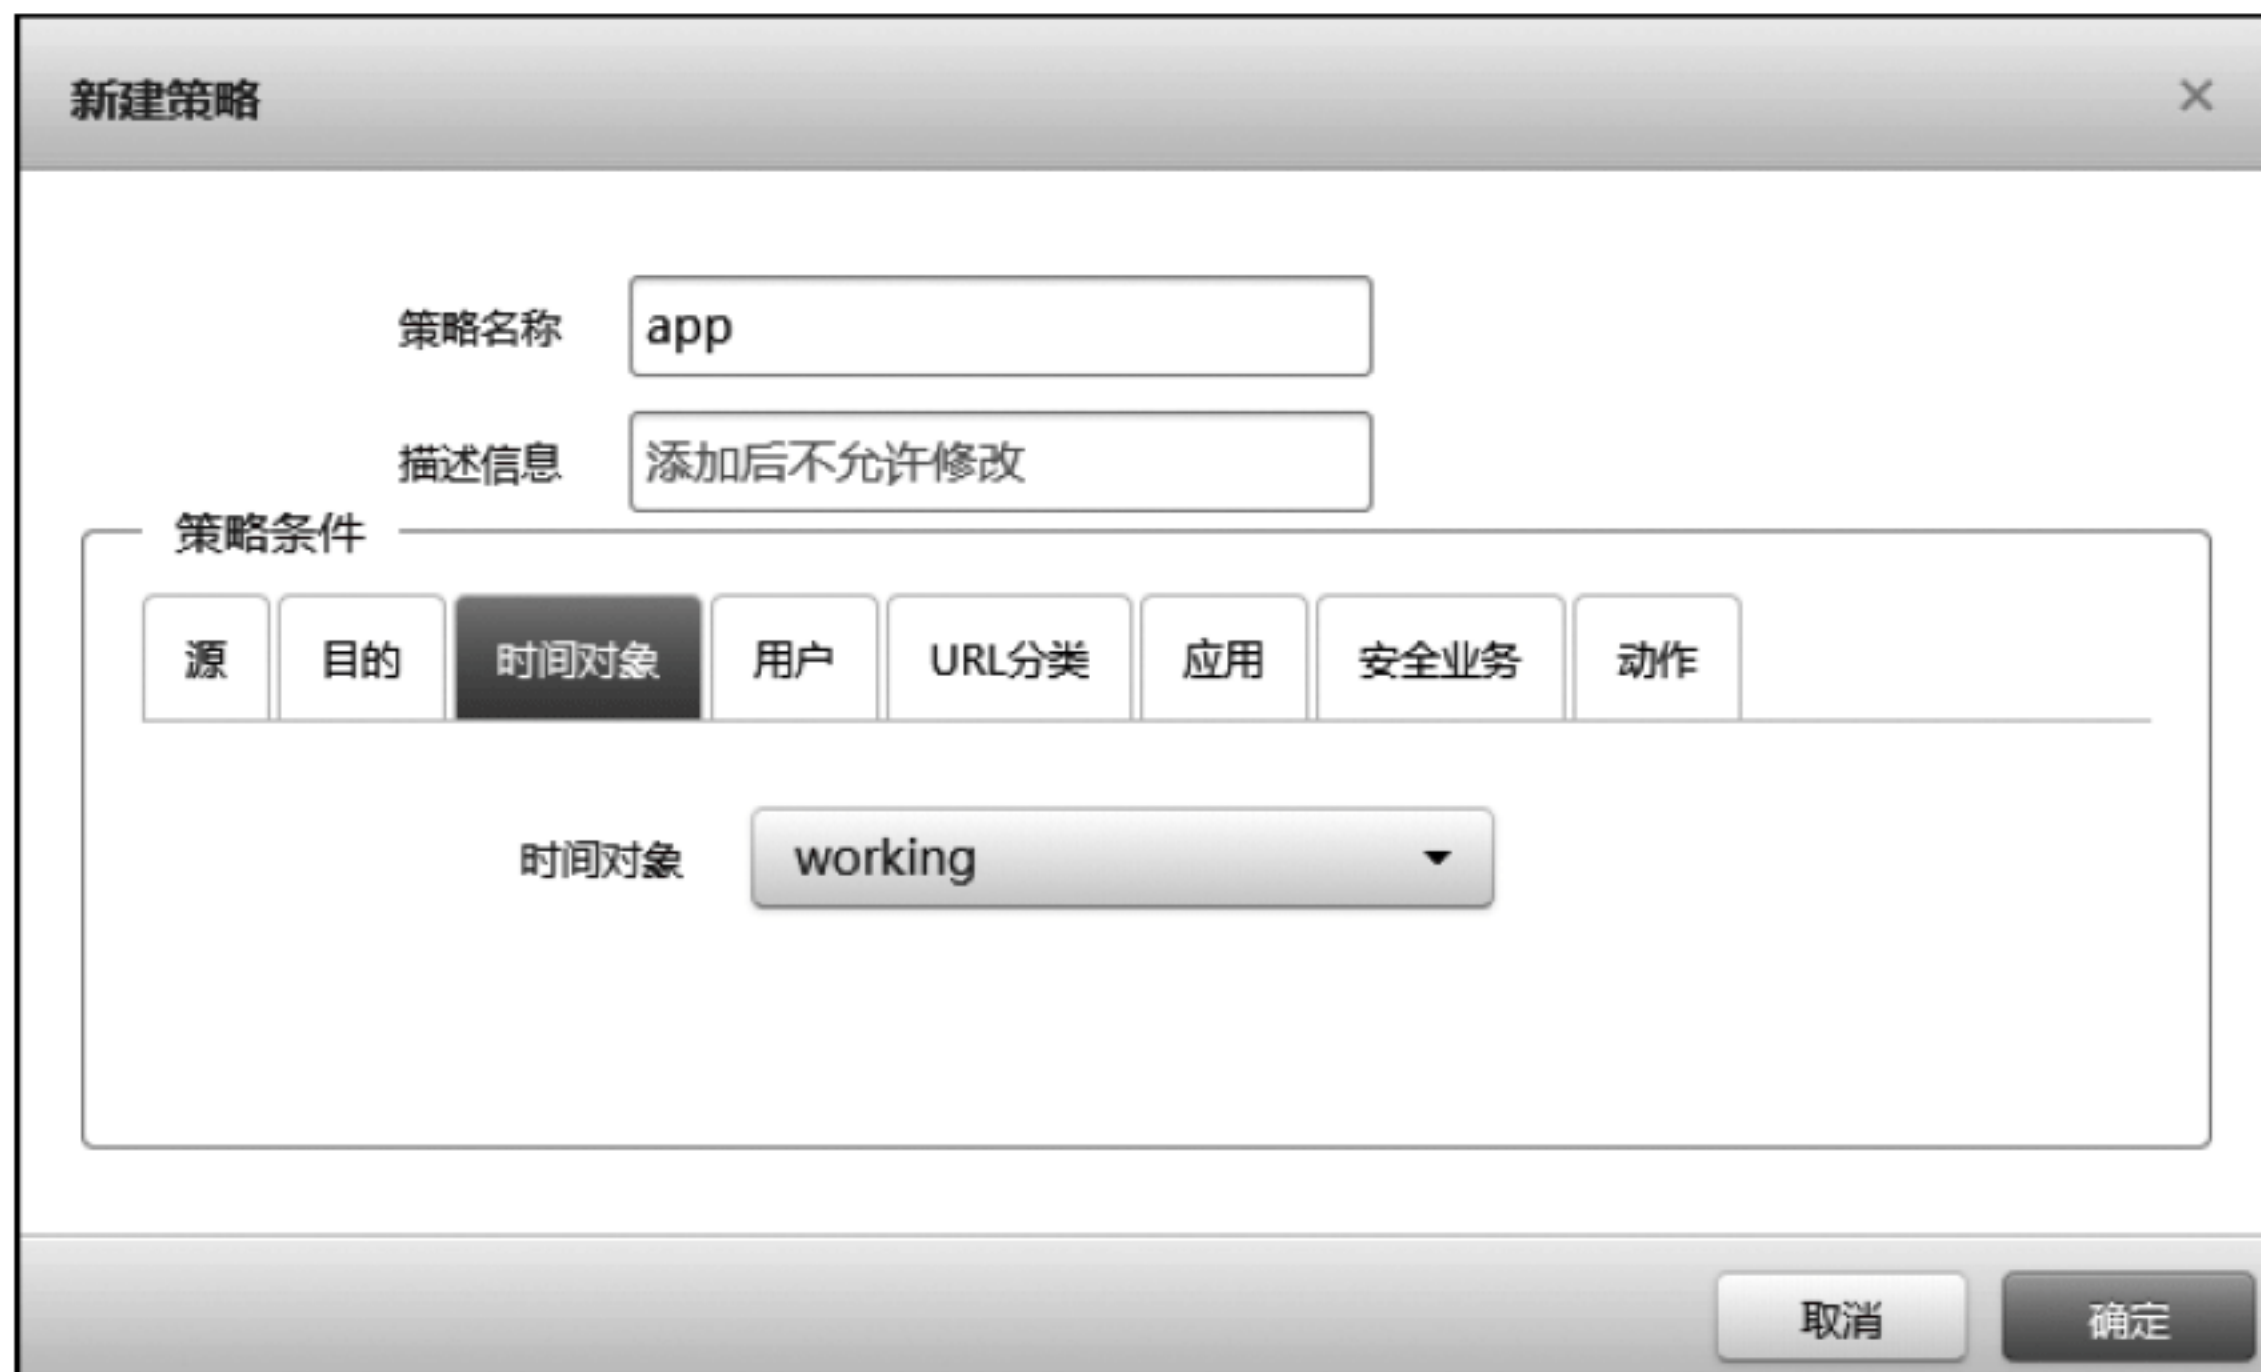 新建策略 ×
策略名称 app
描述信息 添加后不允许修改
策略条件
源 目的 时间对象 用户 URL分类 应用 安全业务 动作
时间对象 working
取消 确定